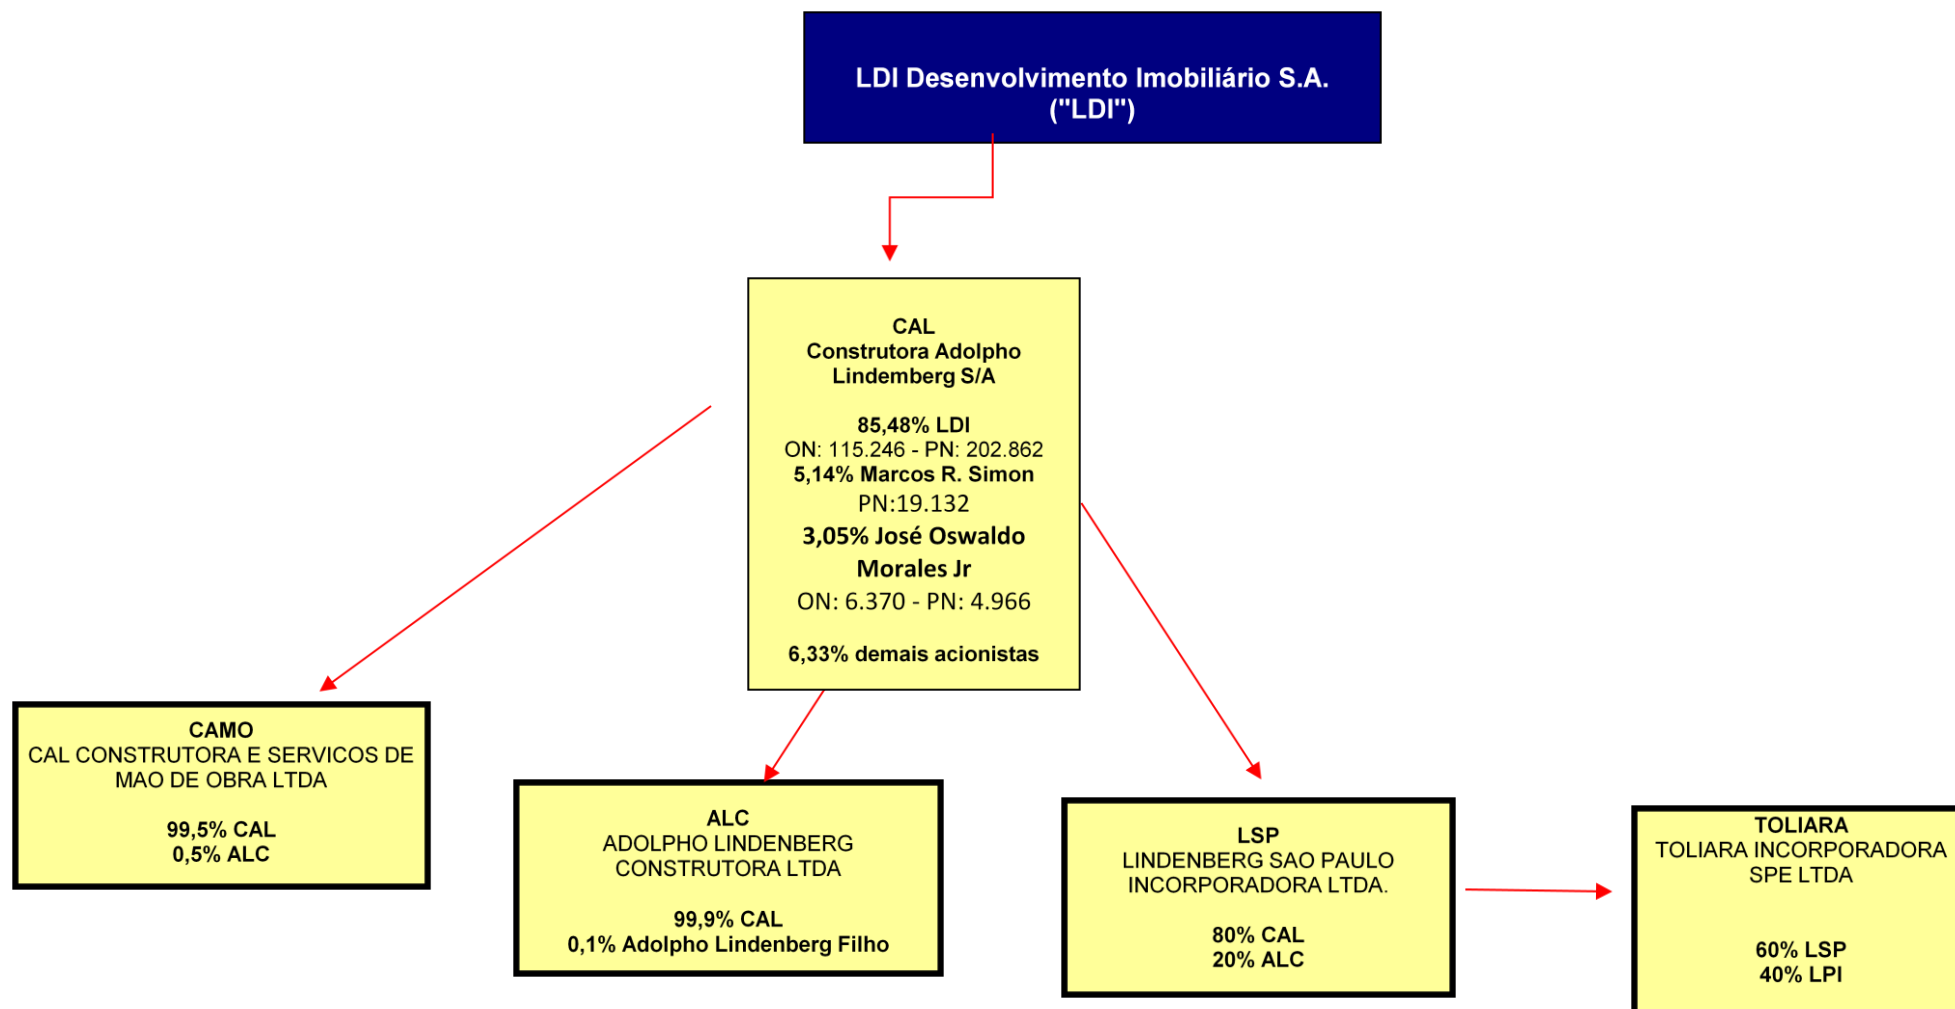 LDI Desenvolvimento Imobiliário S.A.
("LDI")
CAL
Construtora Adolpho
Lindemberg S/A
85,48% LDI
ON: 115.246 - PN: 202.862
5,14% Marcos R. Simon
PN:19.132
3,05% José Oswaldo
Morales Jr
ON: 6.370 - PN: 4.966
6,33% demais acionistas
CAMO
CAL CONSTRUTORA E SERVICOS DE
MAO DE OBRA LTDA
99,5% CAL
0,5% ALC
ALC
ADOLPHO LINDENBERG
CONSTRUTORA LTDA
99,9% CAL
0,1% Adolpho Lindenberg Filho
LSP
LINDENBERG SAO PAULO
INCORPORADORA LTDA.
80% CAL
20% ALC
TOLIARA
TOLIARA INCORPORADORA
SPE LTDA
60% LSP
40% LPI